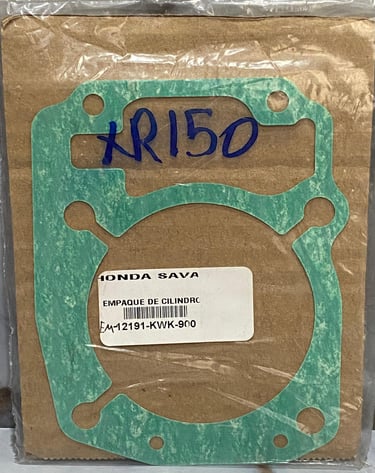 XR150
HONDA SAVA
EMPAQUE DE CILINDRO
EM-12191-KWK-900